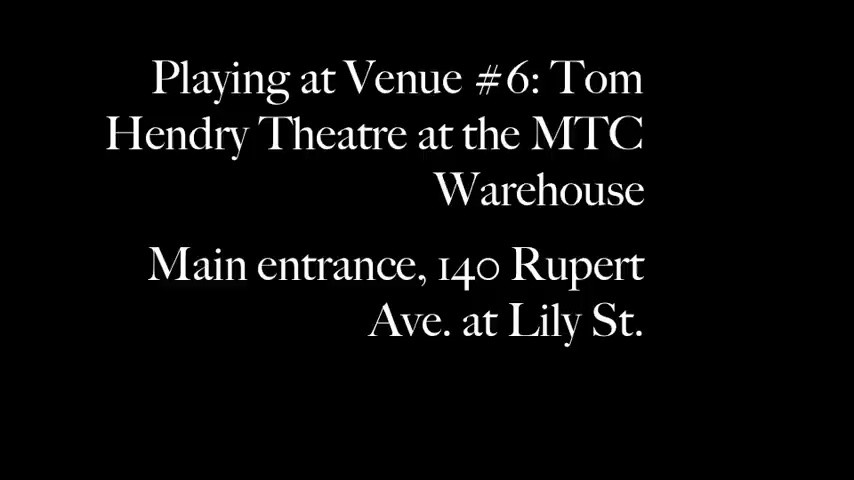 Playing at Venue #6: Tom
Hendry Theatre at the MTC
Warehouse
Main entrance, 140 Rupert
Ave. at Lily St.